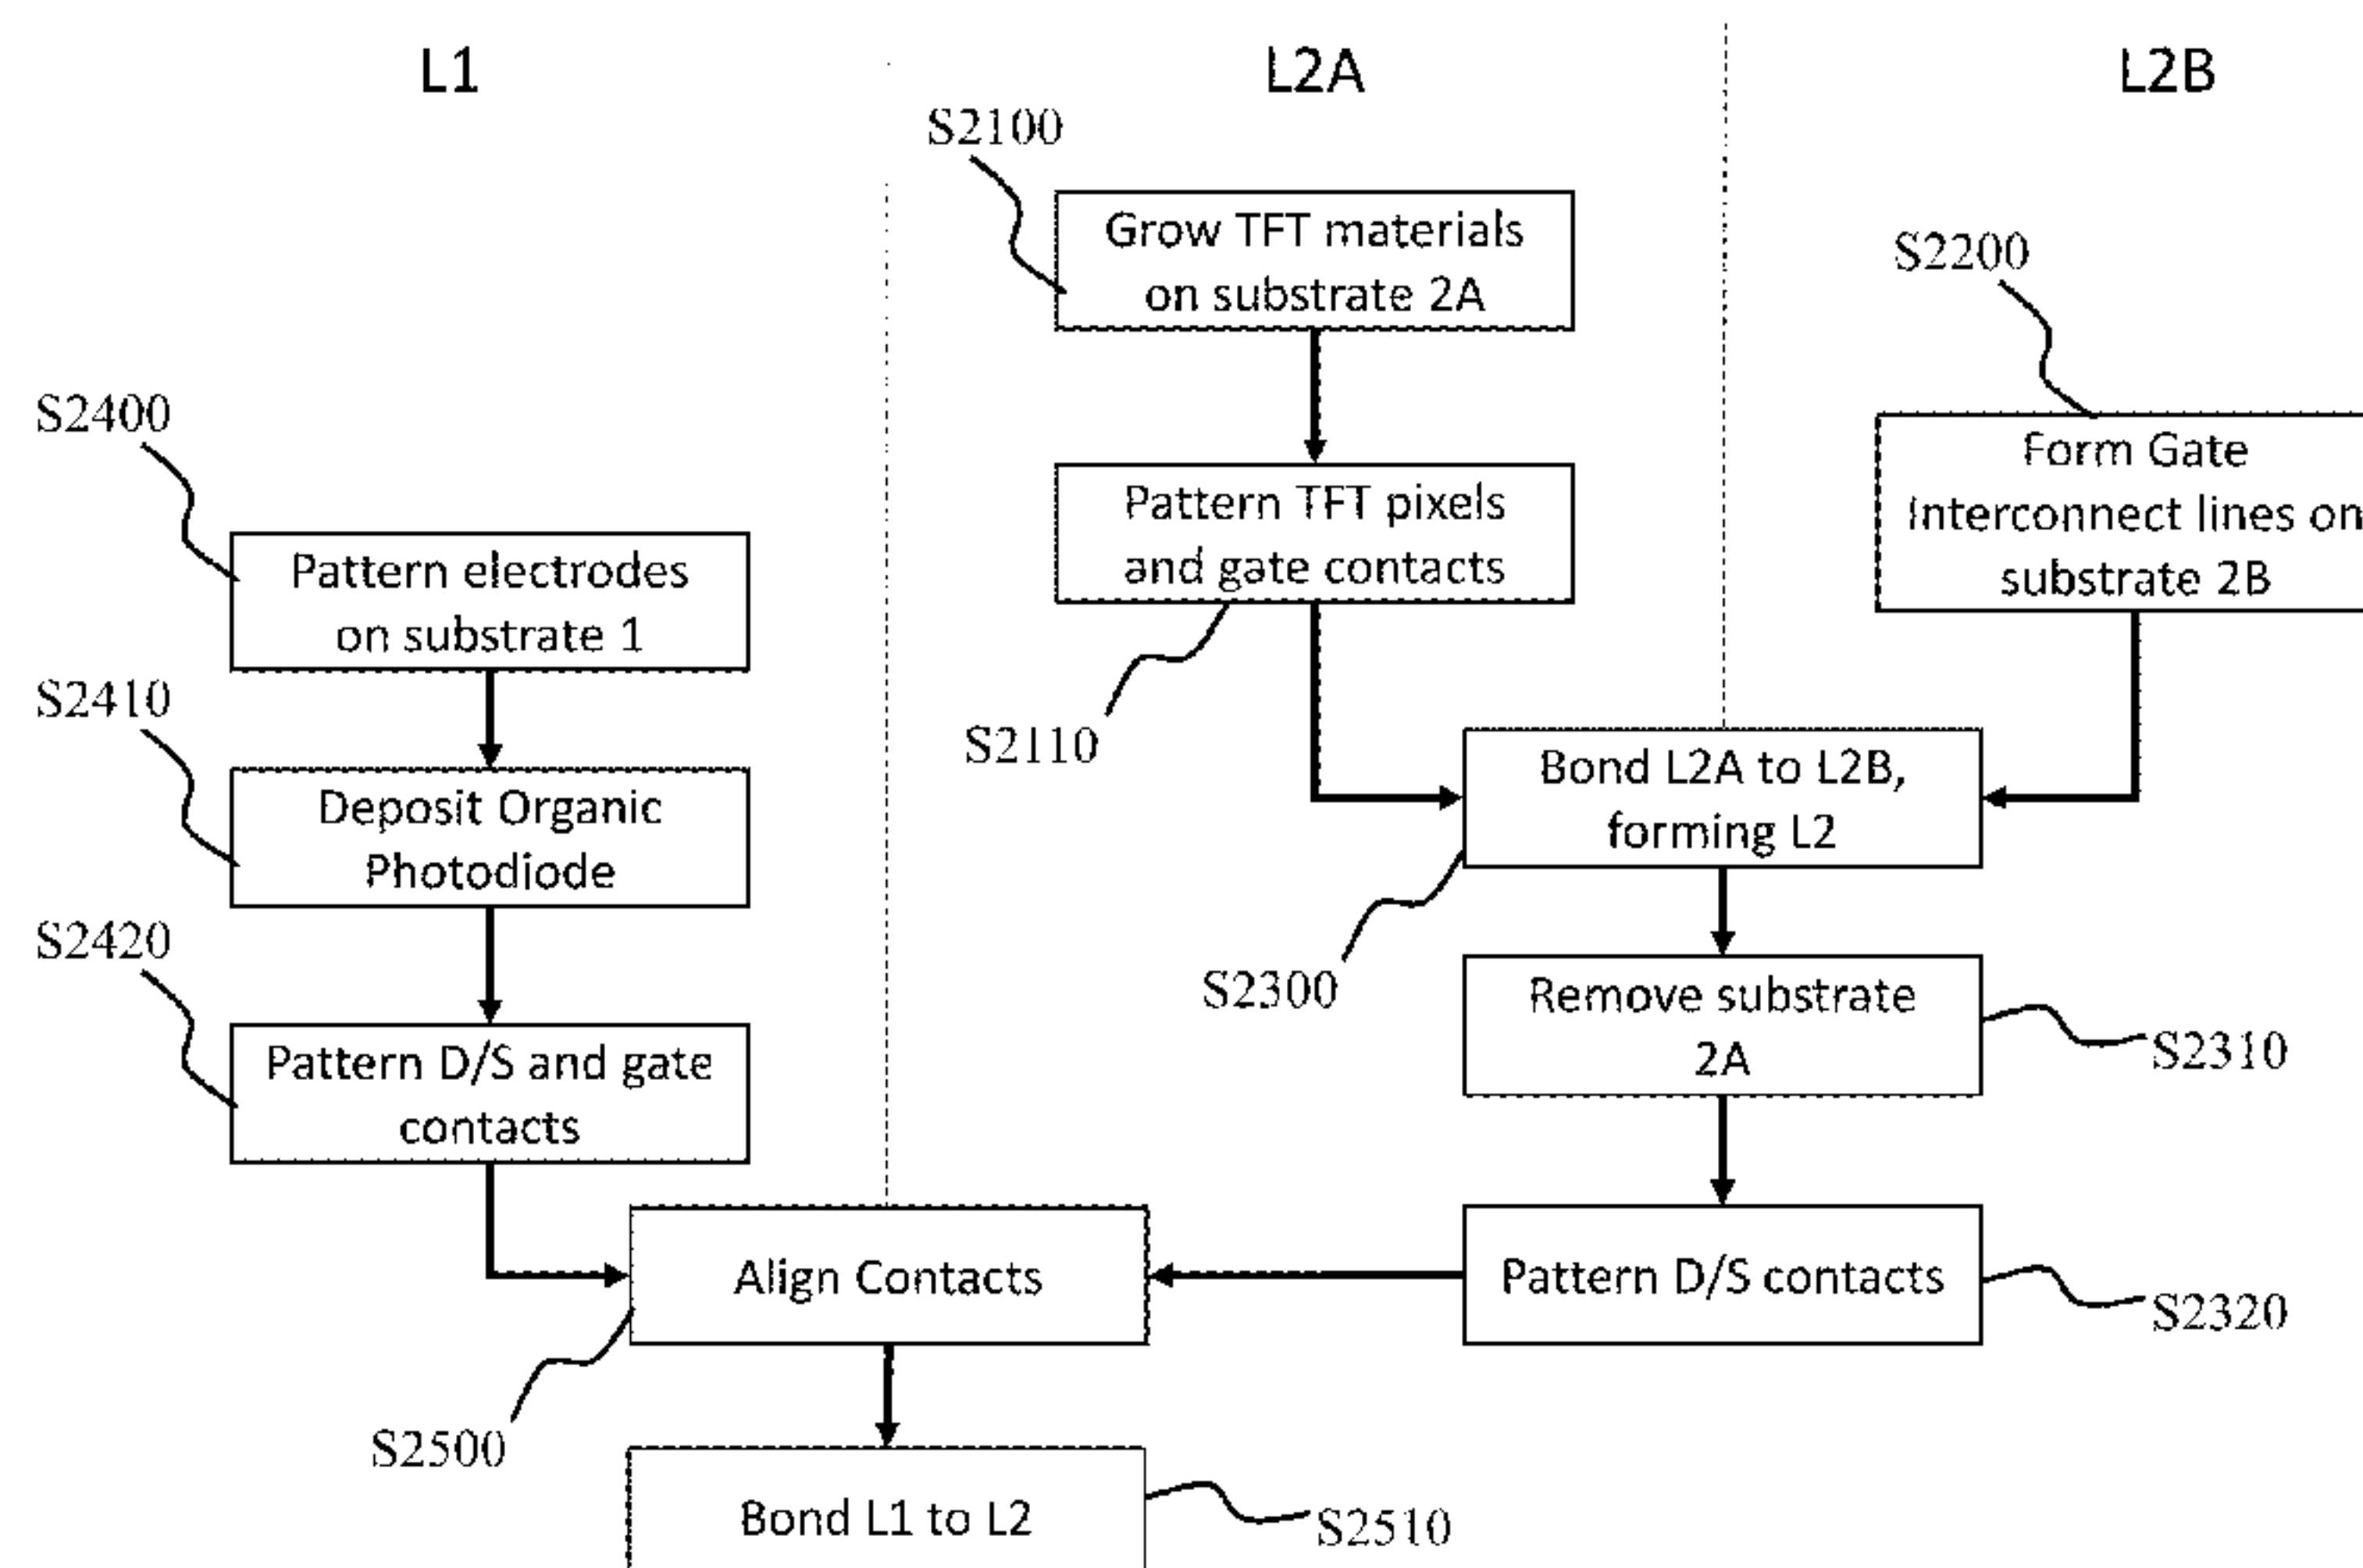 L1
L2A
L2B
S2100
Grow TFT materials
on substrate 2A
S2200
Form Gate
Interconnect lines on
substrate 2B
S2400
Pattern electrodes
on substrate 1
Pattern TFT pixels
and gate contacts
S2110
S2410
Deposit Organic
Photodiode
Bond L2A to L2B,
forming L2
S2300
S2420
Pattern D/S and gate
contacts
Remove substrate
2A
S2310
Align Contacts
S2500
Pattern D/S contacts
S2320
Bond L1 to L2
S2510